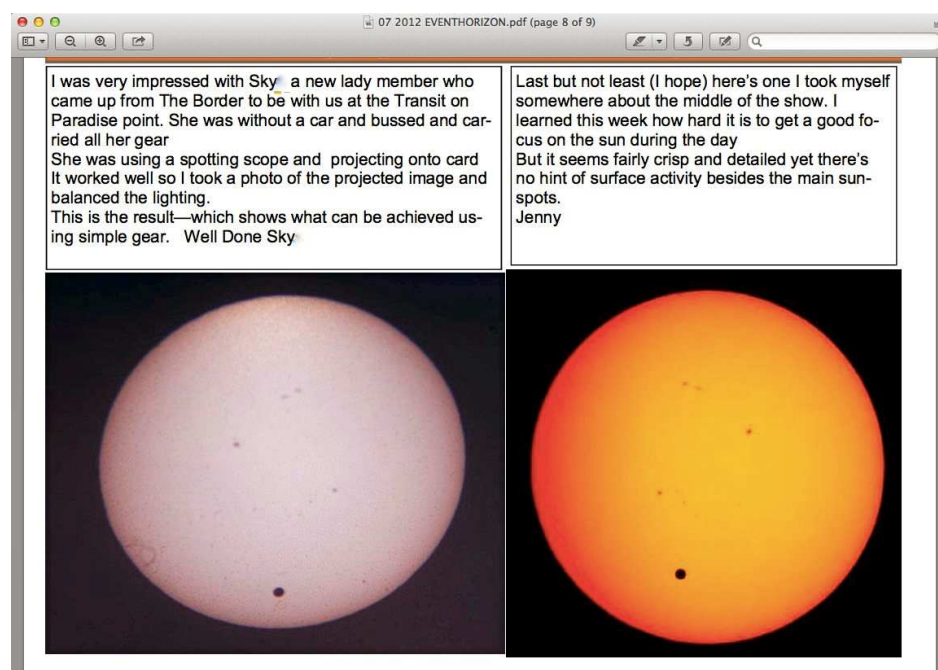 07 2012 EVENTHORIZON.pdf (page 8 of 9)
I was very impressed with Sky a new lady member who
came up from The Border to be with us at the Transit on
Paradise point. She was without a car and bussed and car-
ried all her gear
She was using a spotting scope and projecting onto card
It worked well so I took a photo of the projected image and
balanced the lighting.
This is the result—which shows what can be achieved us-
ing simple gear. Well Done Sky
Last but not least (I hope) here's one I took myself
somewhere about the middle of the show. I
learned this week how hard it is to get a good fo-
cus on the sun during the day
But it seems fairly crisp and detailed yet there's
no hint of surface activity besides the main sun-
spots.
Jenny